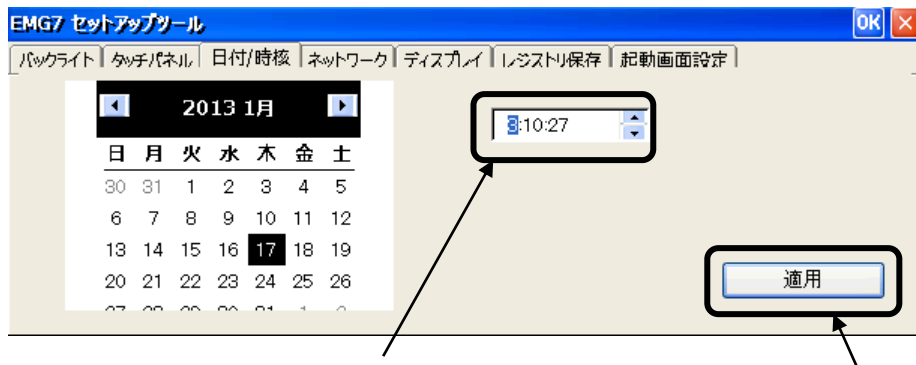 EMG7 セットアップツール OK
バックライト タッチパネル 日付/時核 ネットワーク ディスプレイ レジストリ保存 起動画面設定
2013 1月
日 月 火 水 木 金 土
30 31 1 2 3 4 5
6 7 8 9 10 11 12
13 14 15 16 17 18 19
20 21 22 23 24 25 26
3:10:27
適用